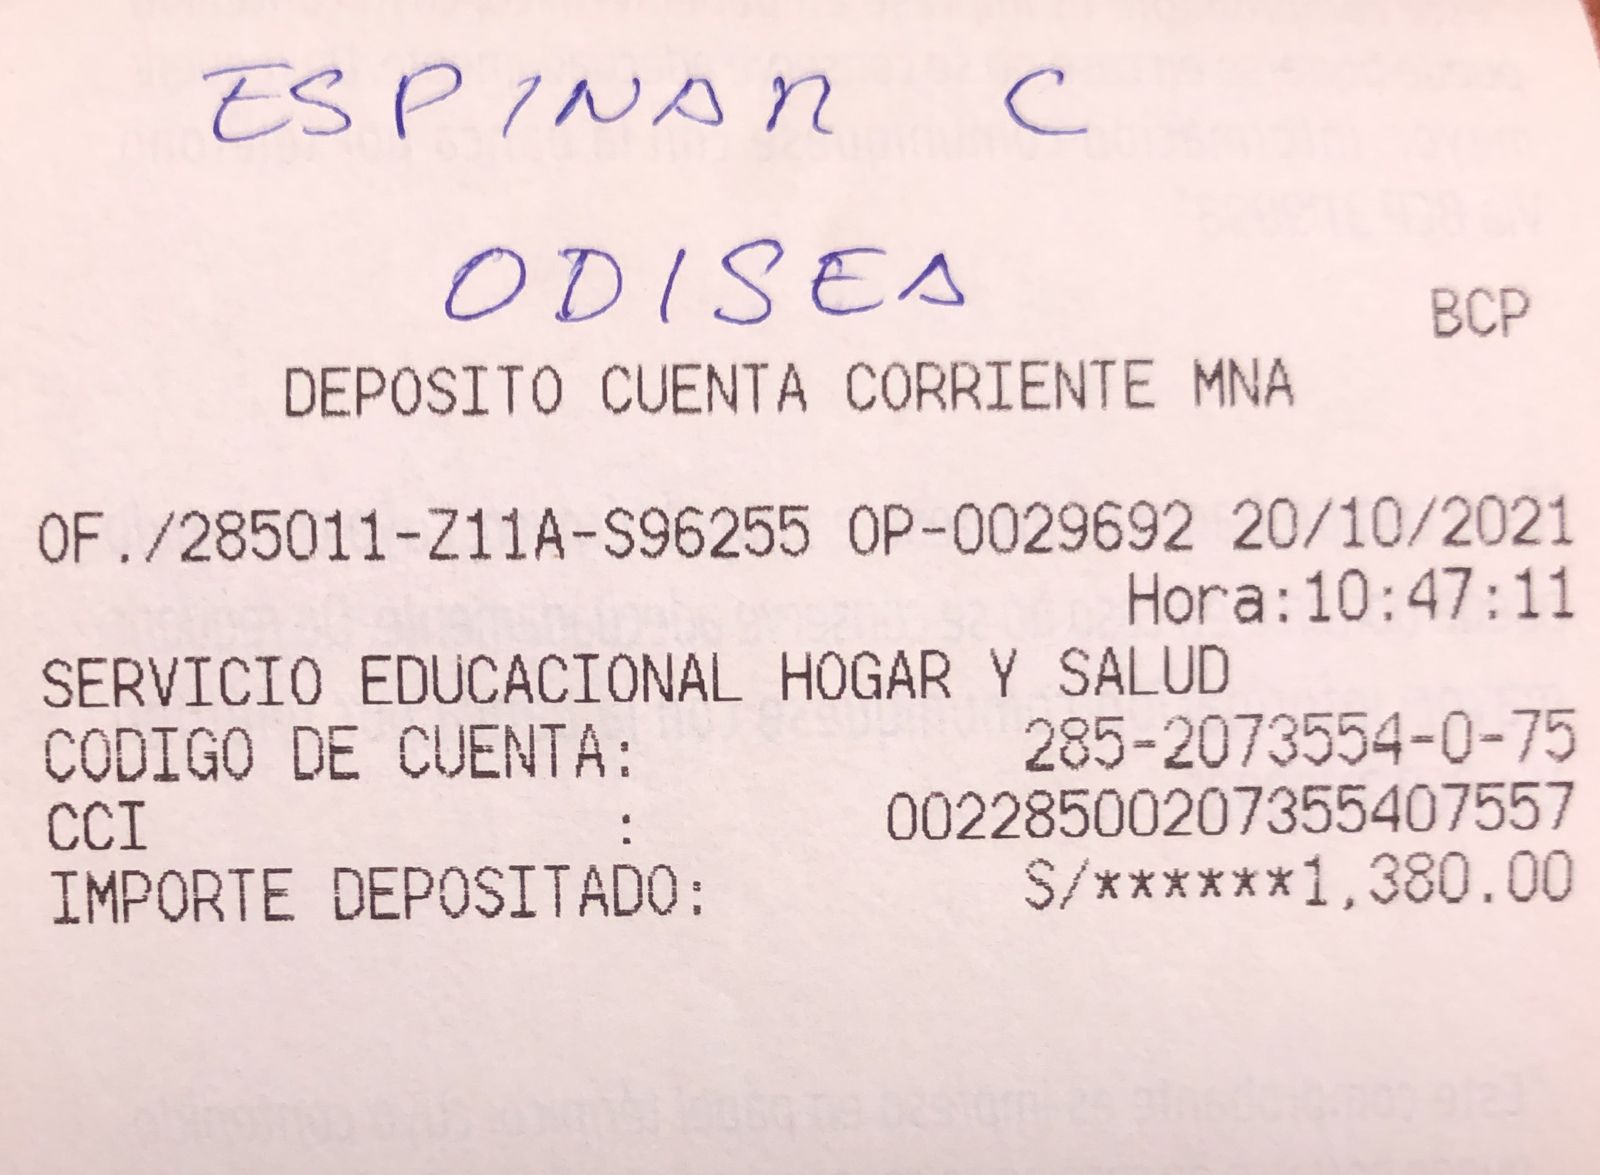 ESPINAR C
ODISEA
BCP
DEPOSITO CUENTA CORRIENTE MNA
OF./285011-Z11A-S96255 OP-0029692 20/10/2021
Hora:10:47:11
SERVICIO EDUCACIONAL HOGAR Y SALUD
CODIGO DE CUENTA: 285-2073554-0-75
CCI : 00228500207355407557
IMPORTE DEPOSITADO: S/******1,380.00